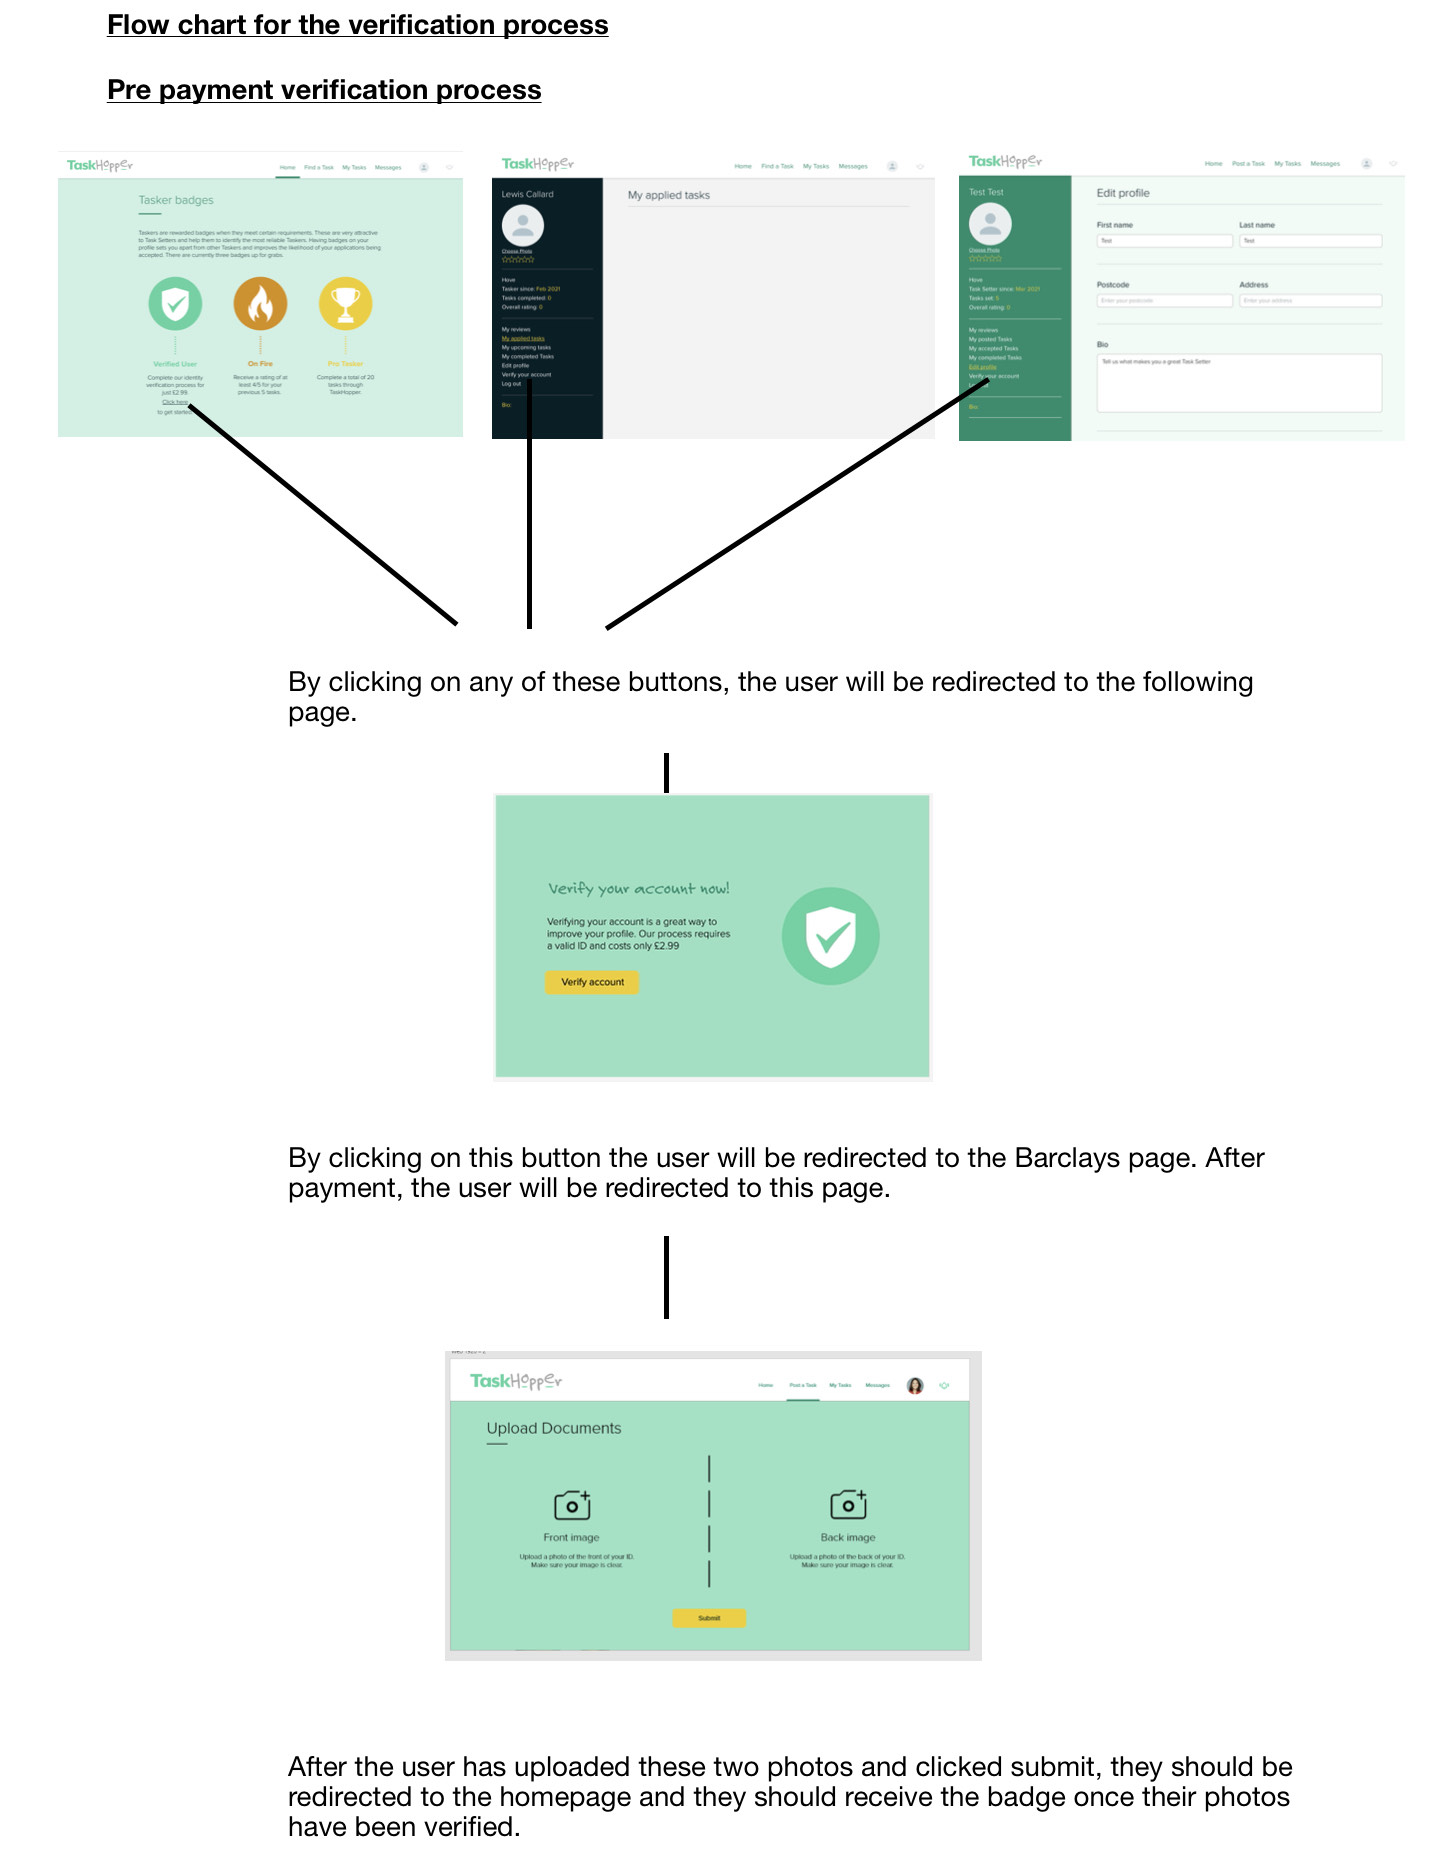 Flow chart for the verification process
Pre payment verification process
TaskHopper
Home Find a Task My Tasks Messages
Tasker badges
Taskers are rewarded badges when they meet certain requirements. These are very attractive
to Task Setters and help them to identify the most reliable Taskers. Having badges on your
profile sets you apart from other Taskers and improves the likelihood of your applications being
accepted. There are currently three badges up for grabs.
Verified User
Complete our identity
verification process for
just £2.99.
Click here
to get started
On Fire
Receive a rating of at
least 4/5 for your
previous 5 tasks.
Pro Tasker
Complete a total of 20
tasks through
TaskHopper.
TaskHopper
Home Find a Task My Tasks Messages
Lewis Callard
Choose Photo
Hove
Tasker since: Feb 2021
Tasks completed: 0
Overall rating: 0
My reviews
My applied tasks
My upcoming tasks
My completed Tasks
Edit profile
Verify your account
Log out
Bio:
My applied tasks
TaskHopper
Home Post a Task My Tasks Messages
Test Test
Choose Photo
Hove
Task Setter since: Mar 2021
Tasks set: 5
Overall rating: 0
My reviews
My posted Tasks
My accepted Tasks
My completed Tasks
Edit profile
Verify your account
Bio:
Edit profile
First name
Last name
Test
Test
Postcode
Address
Enter your postcode
Enter your address
Bio
Tell us what makes you a great Task Setter
By clicking on any of these buttons, the user will be redirected to the following
page.
Verify your account now!
Verifying your account is a great way to
improve your profile. Our process requires
a valid ID and costs only £2.99
Verify account
By clicking on this button the user will be redirected to the Barclays page. After
payment, the user will be redirected to this page.
TaskHopper
Home Post a Task My Tasks Messages
Upload Documents
Front image
Upload a photo of the front of your ID.
Make sure your image is clear.
Back image
Upload a photo of the back of your ID.
Make sure your image is clear.
Submit
After the user has uploaded these two photos and clicked submit, they should be
redirected to the homepage and they should receive the badge once their photos
have been verified.